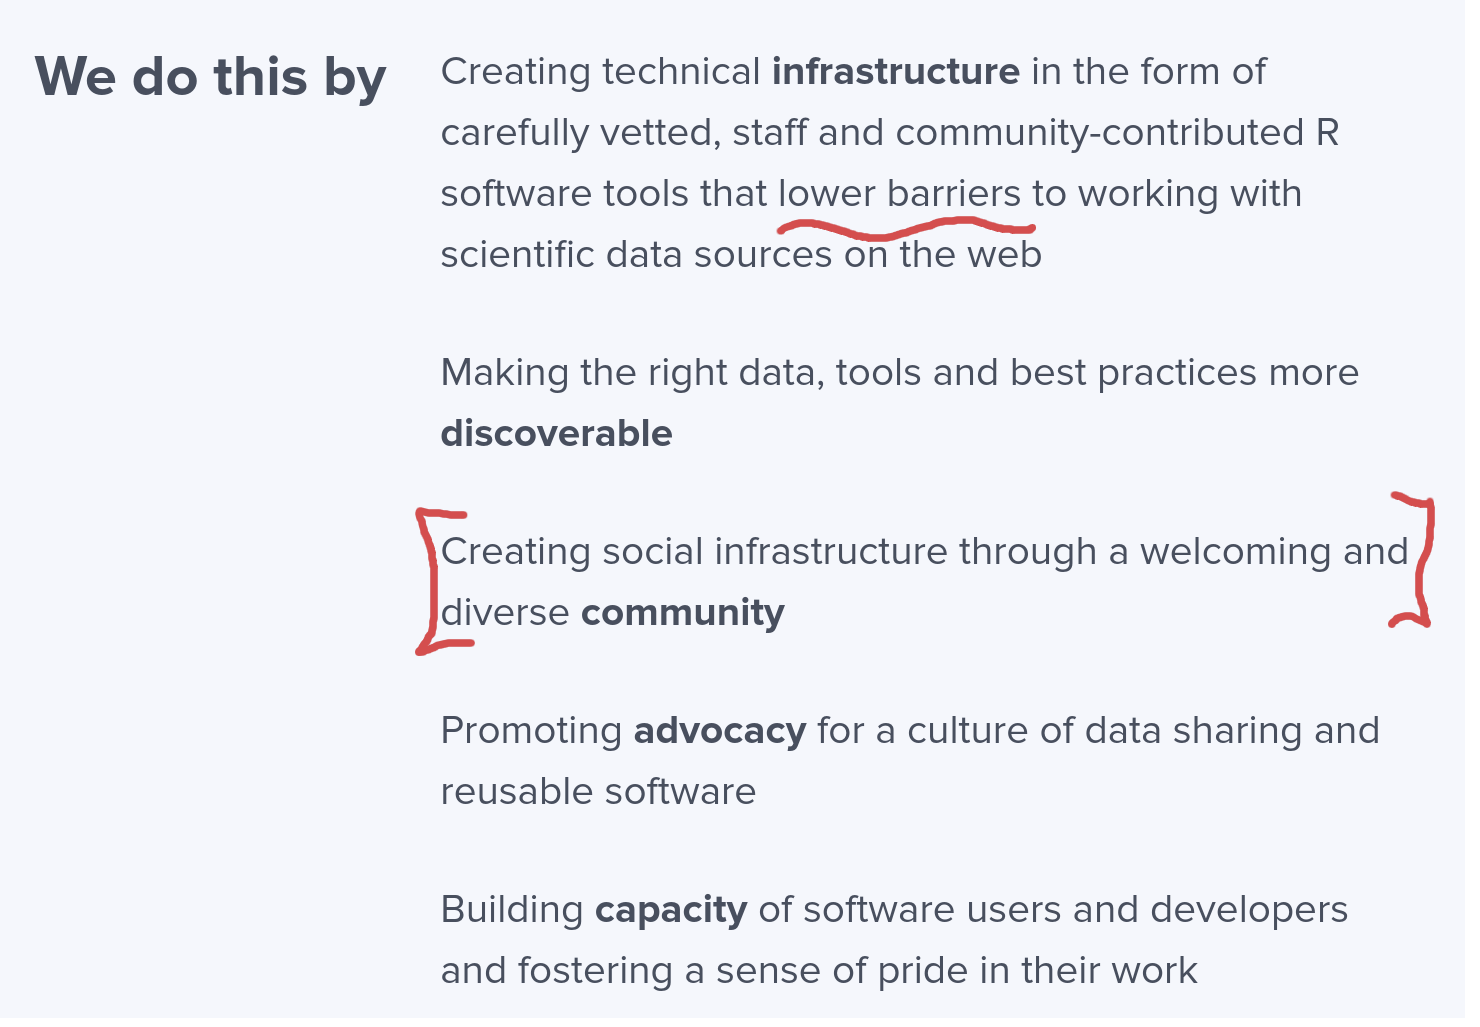 We do this by
Creating technical infrastructure in the form of
carefully vetted, staff and community-contributed R
software tools that lower barriers to working with
scientific data sources on the web
Making the right data, tools and best practices more
discoverable
Creating social infrastructure through a welcoming and
diverse community
Promoting advocacy for a culture of data sharing and
reusable software
Building capacity of software users and developers
and fostering a sense of pride in their work